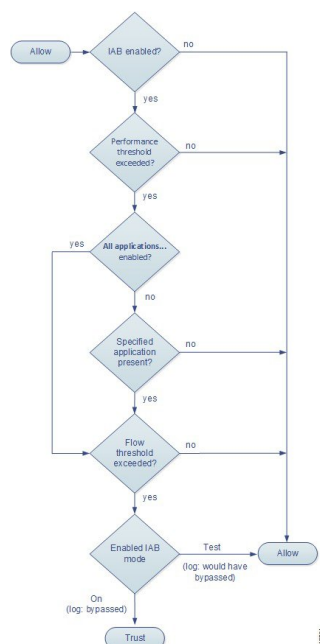 Allow
IAB enabled?
no
yes
Performance
threshold
exceeded?
no
yes
All applications...
enabled?
yes
no
Specified
application
present?
no
yes
Flow
threshold
exceeded?
no
yes
Enabled IAB
mode
Test
(log: would have
bypassed)
Allow
On
(log: bypassed)
Trust